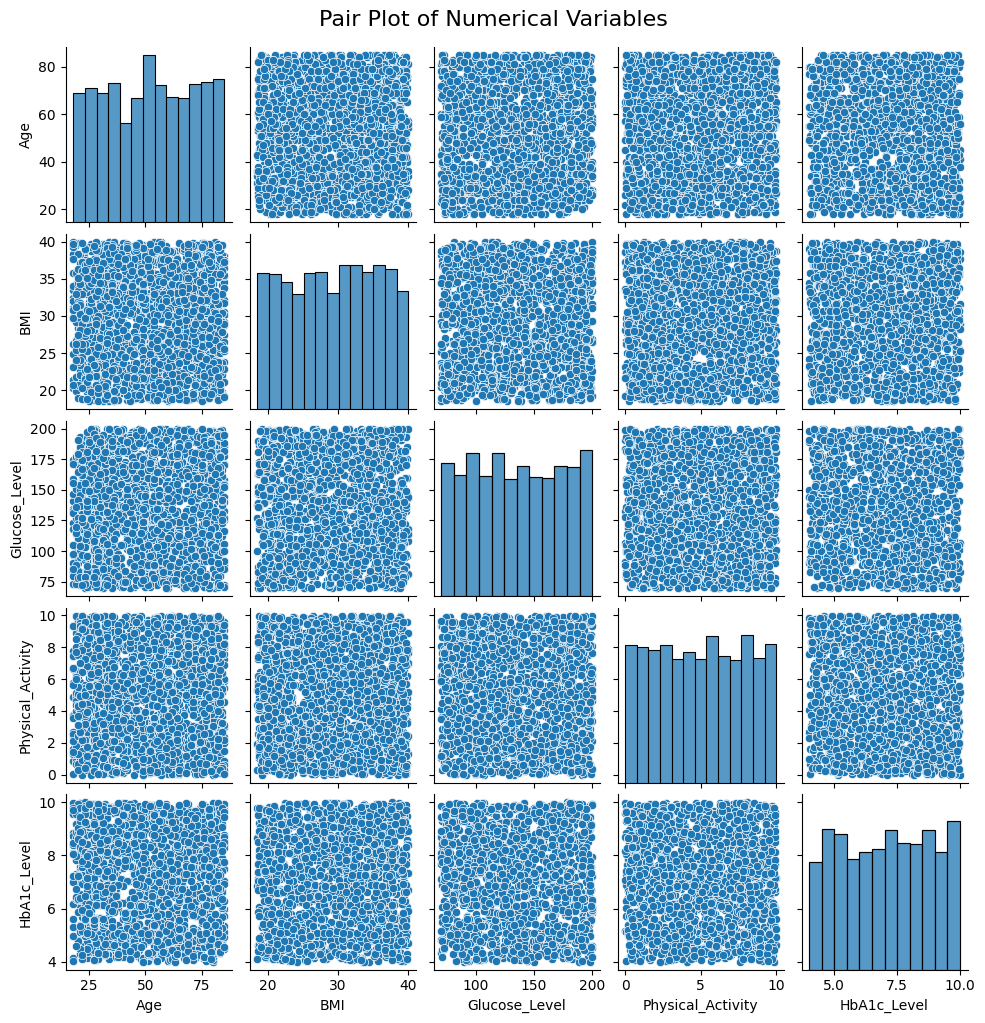 Pair Plot of Numerical Variables
80
60
40
20
Age
40
35
30
25
20
BMI
200
175
150
125
100
75
Glucose_Level
10
8
6
4
2
0
Physical_Activity
10
8
6
4
HbA1c_Level
25 50 75
20 30 40
100 150 200
0 5 10
5.0 7.5 10.0
Age BMI Glucose_Level Physical_Activity HbA1c_Level